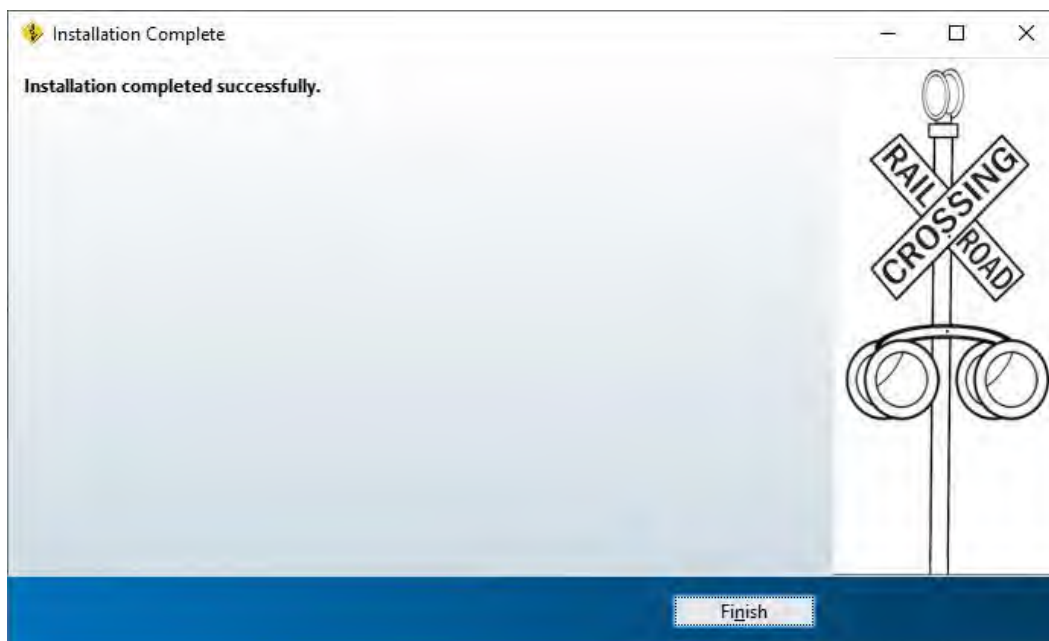 Installation Complete
Installation completed successfully.
RAIL
CROSSING
ROAD
Finish